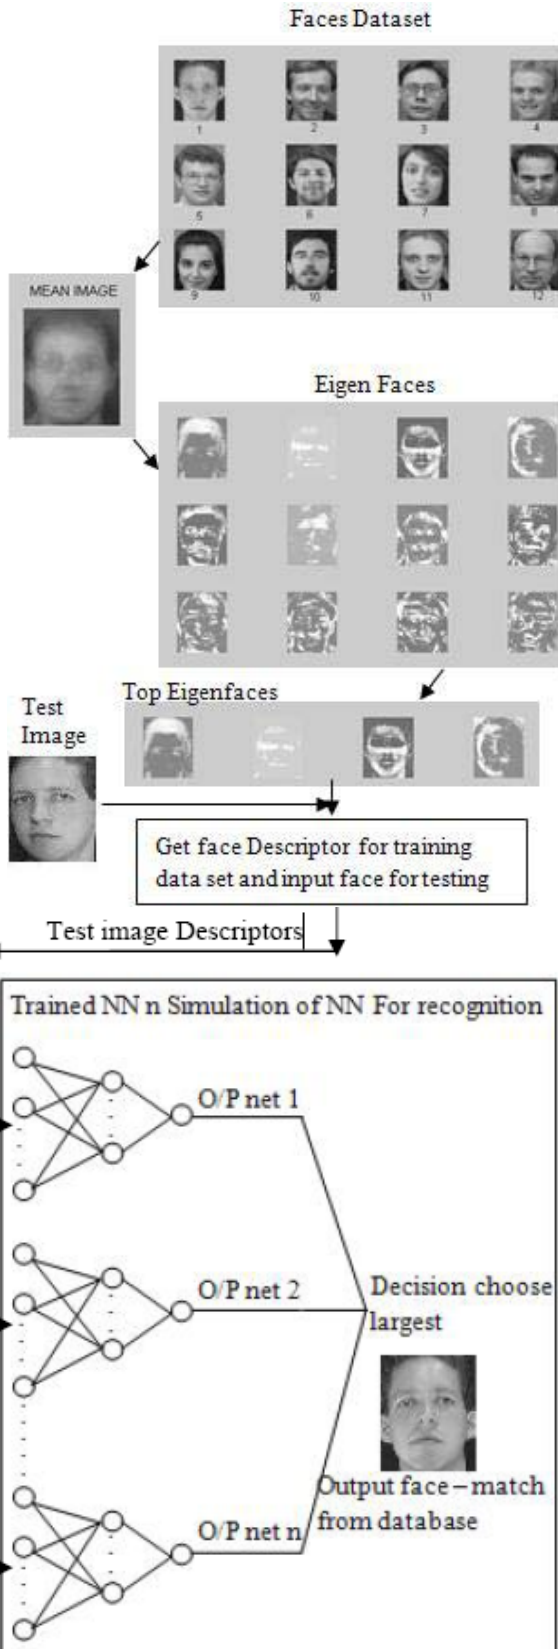 Faces Dataset
1 2 3 4
5 6 7 8
9 10 11 12
MEAN IMAGE
Eigen Faces
Top Eigenfaces
Test
Image
Get face Descriptor for training
data set and input face for testing
Test image Descriptors
Trained NN n Simulation of NN For recognition
O/P net 1
O/P net 2
Decision choose
largest
O/P net n
Output face – match
from database